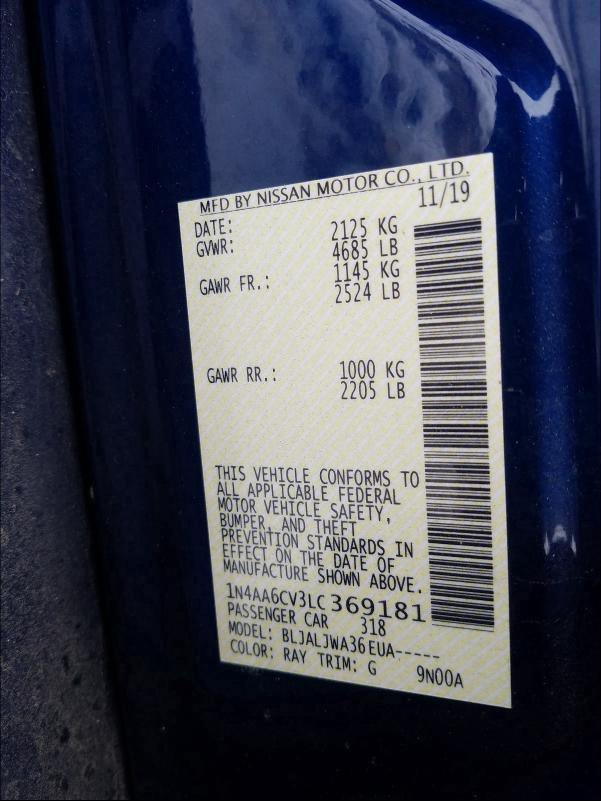 MFD BY NISSAN MOTOR CO., LTD.
DATE: 11/19
GVWR: 2125 KG
4685 LB
GAWR FR.: 1145 KG
2524 LB
GAWR RR.: 1000 KG
2205 LB
THIS VEHICLE CONFORMS TO
ALL APPLICABLE FEDERAL
MOTOR VEHICLE SAFETY,
BUMPER, AND THEFT
PREVENTION STANDARDS IN
EFFECT ON THE DATE OF
MANUFACTURE SHOWN ABOVE.
1N4AA6CV3LC369181
PASSENGER CAR 318
MODEL: BLJALJWA36EUA-----
COLOR: RAY TRIM: G 9N00A